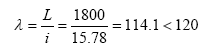 λ = L/i = 1800/15.78 = 114.1 < 120